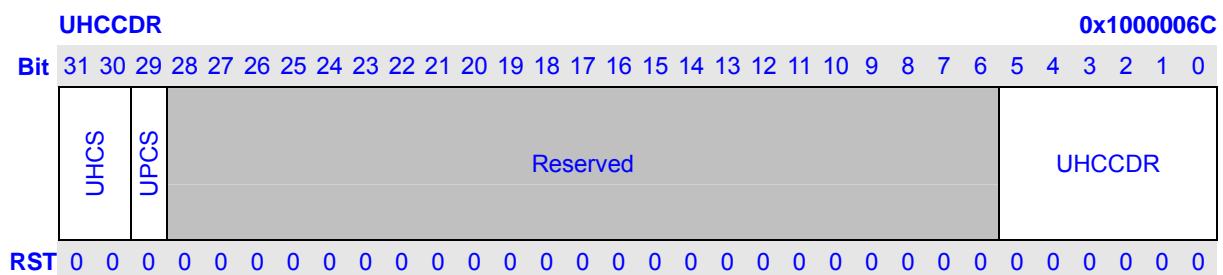 UHCCDR 0x1000006C
Bit 31 30 29 28 27 26 25 24 23 22 21 20 19 18 17 16 15 14 13 12 11 10 9 8 7 6 5 4 3 2 1 0
UHCS UPCS Reserved UHCCDR
RST 0 0 0 0 0 0 0 0 0 0 0 0 0 0 0 0 0 0 0 0 0 0 0 0 0 0 0 0 0 0 0 0